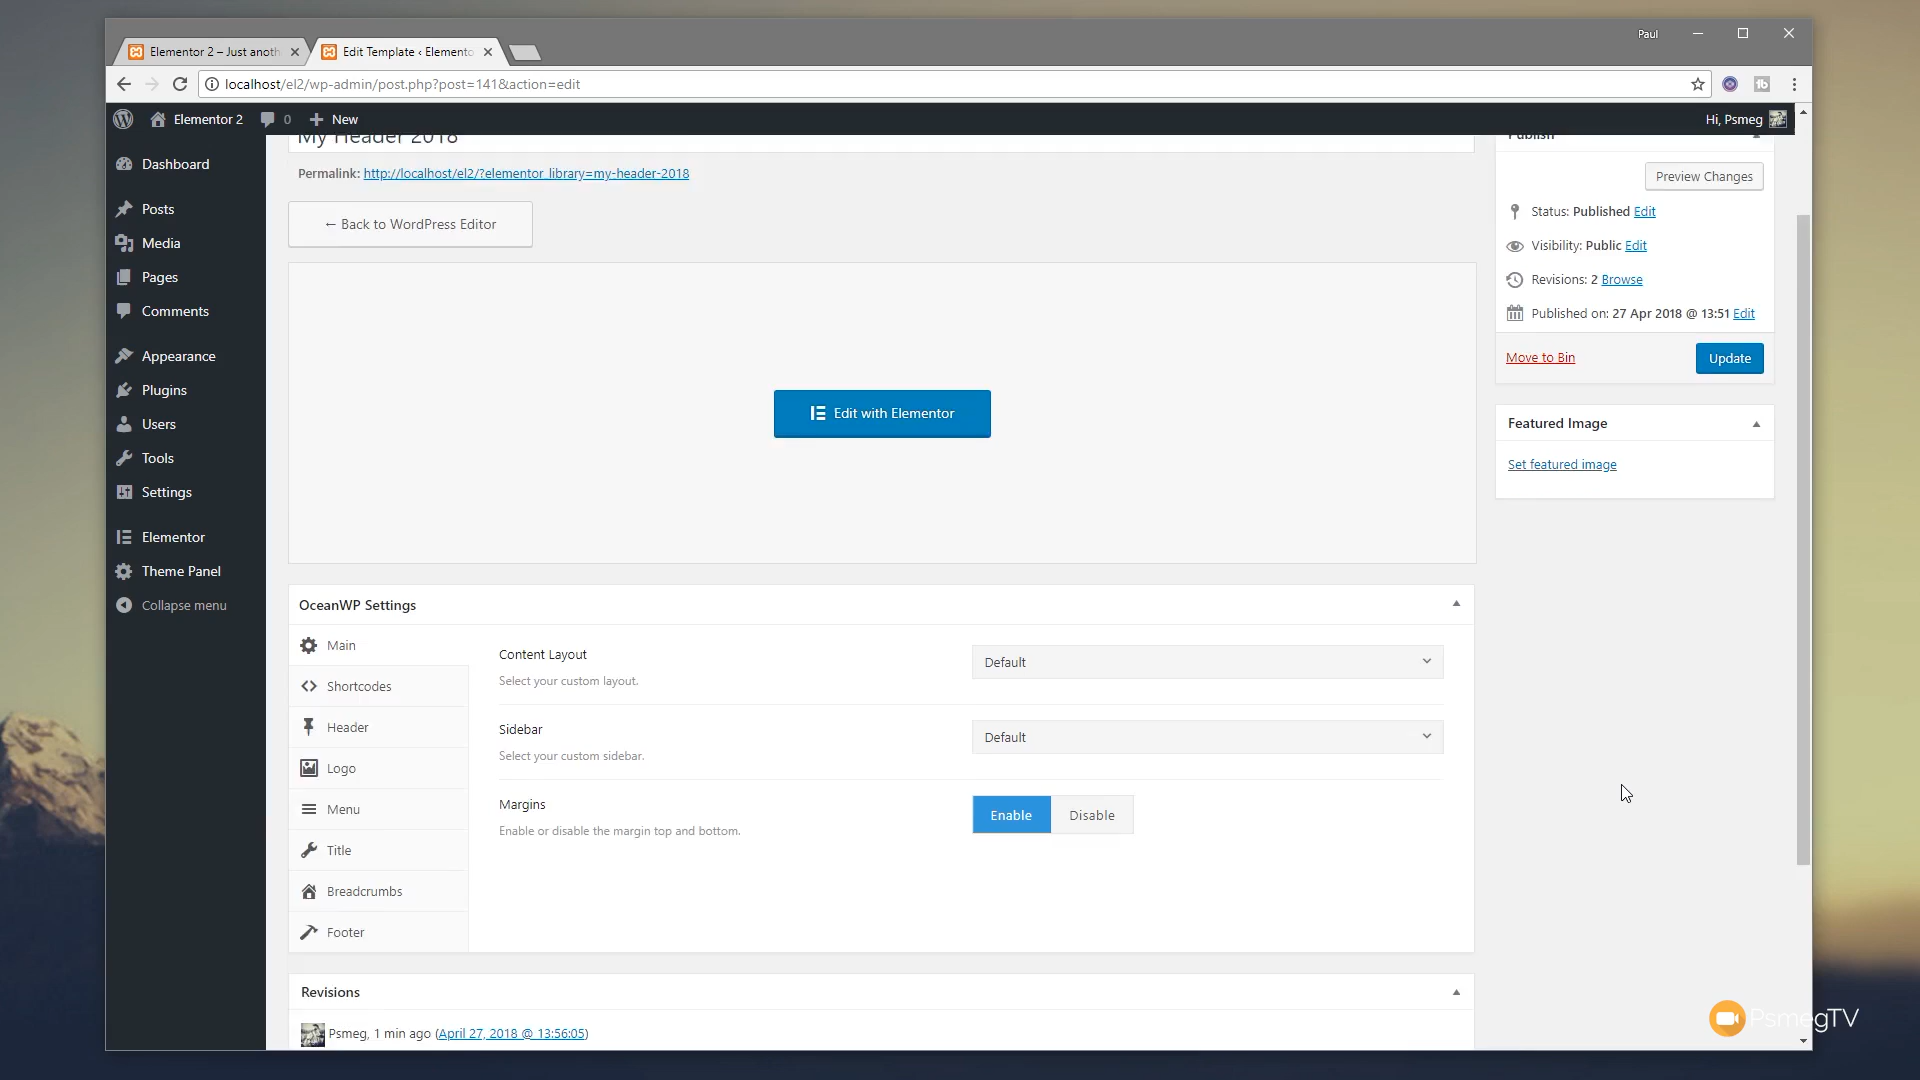 Paul
Elementor 2 – Just anoth
Edit Template ‹ Elemento
localhost/el2/wp-admin/post.php?post=141&action=edit
Elementor 2
0
New
Hi, Psmeg
My Header 2018
Publish
Dashboard
Posts
Media
Pages
Comments
Appearance
Plugins
Users
Tools
Settings
Elementor
Theme Panel
Collapse menu
Permalink: http://localhost/el2/?elementor_library=my-header-2018
← Back to WordPress Editor
Edit with Elementor
Preview Changes
Status: Published Edit
Visibility: Public Edit
Revisions: 2 Browse
Published on: 27 Apr 2018 @ 13:51 Edit
Move to Bin
Update
Featured Image
Set featured image
OceanWP Settings
Main
Shortcodes
Header
Logo
Menu
Title
Breadcrumbs
Footer
Content Layout
Select your custom layout.
Default
Sidebar
Select your custom sidebar.
Default
Margins
Enable or disable the margin top and bottom.
Enable
Disable
Revisions
Psmeg, 1 min ago (April 27, 2018 @ 13:56:05)
PsmegTV